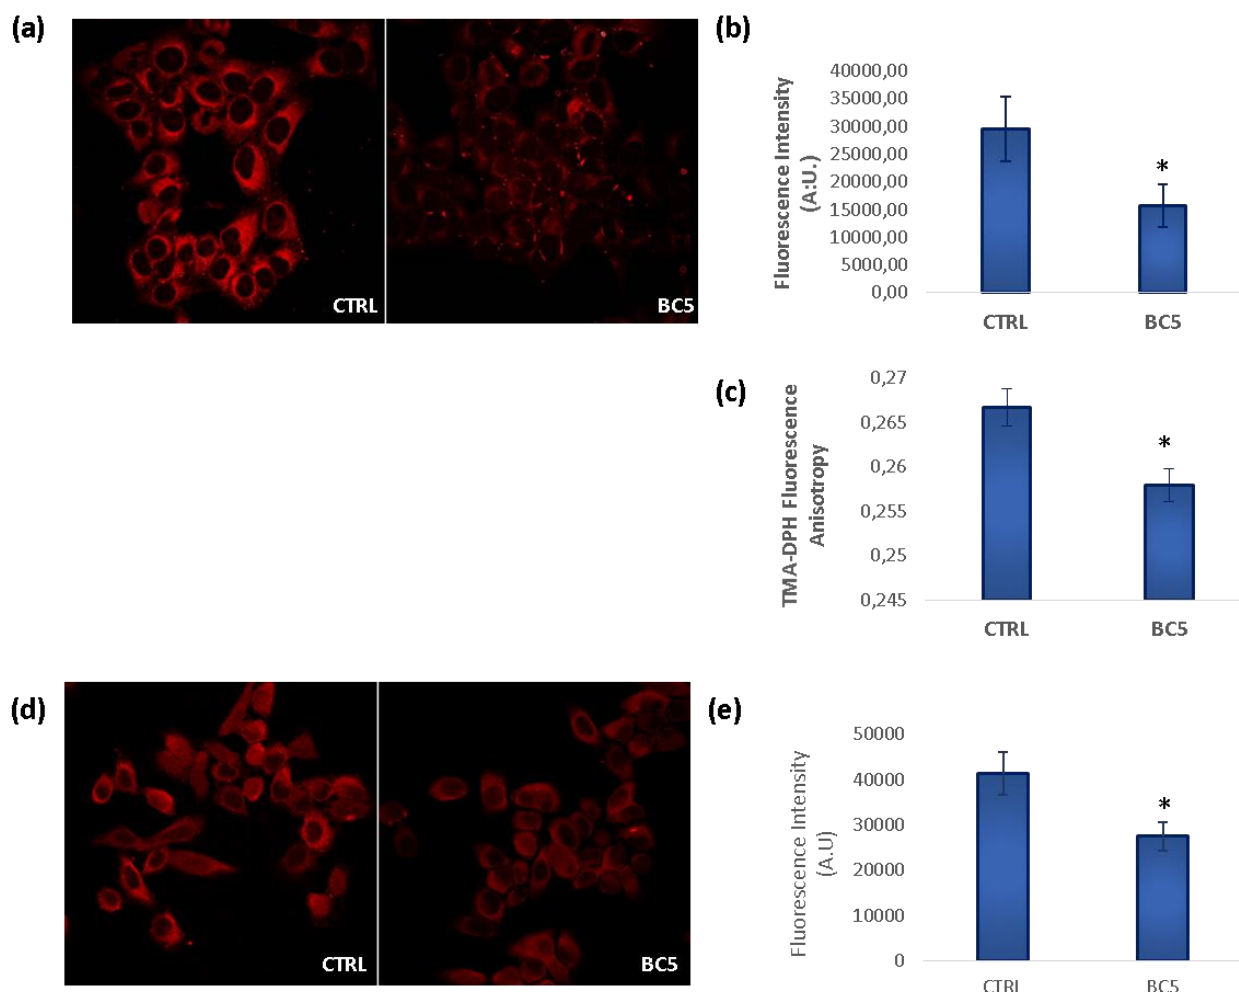 (a)
CTRL
BC5
(b)
Fluorescence Intensity
(A:U.)
40000,00
35000,00
30000,00
25000,00
20000,00
15000,00
10000,00
5000,00
0,00
*
CTRL
BC5
(c)
TMA-DPH Fluorescence
Anisotropy
0,27
0,265
0,26
0,255
0,25
0,245
*
CTRL
BC5
(d)
CTRL
BC5
(e)
Fluorescence Intensity
(A.U)
50000
40000
30000
20000
10000
0
*
CTRL
BC5